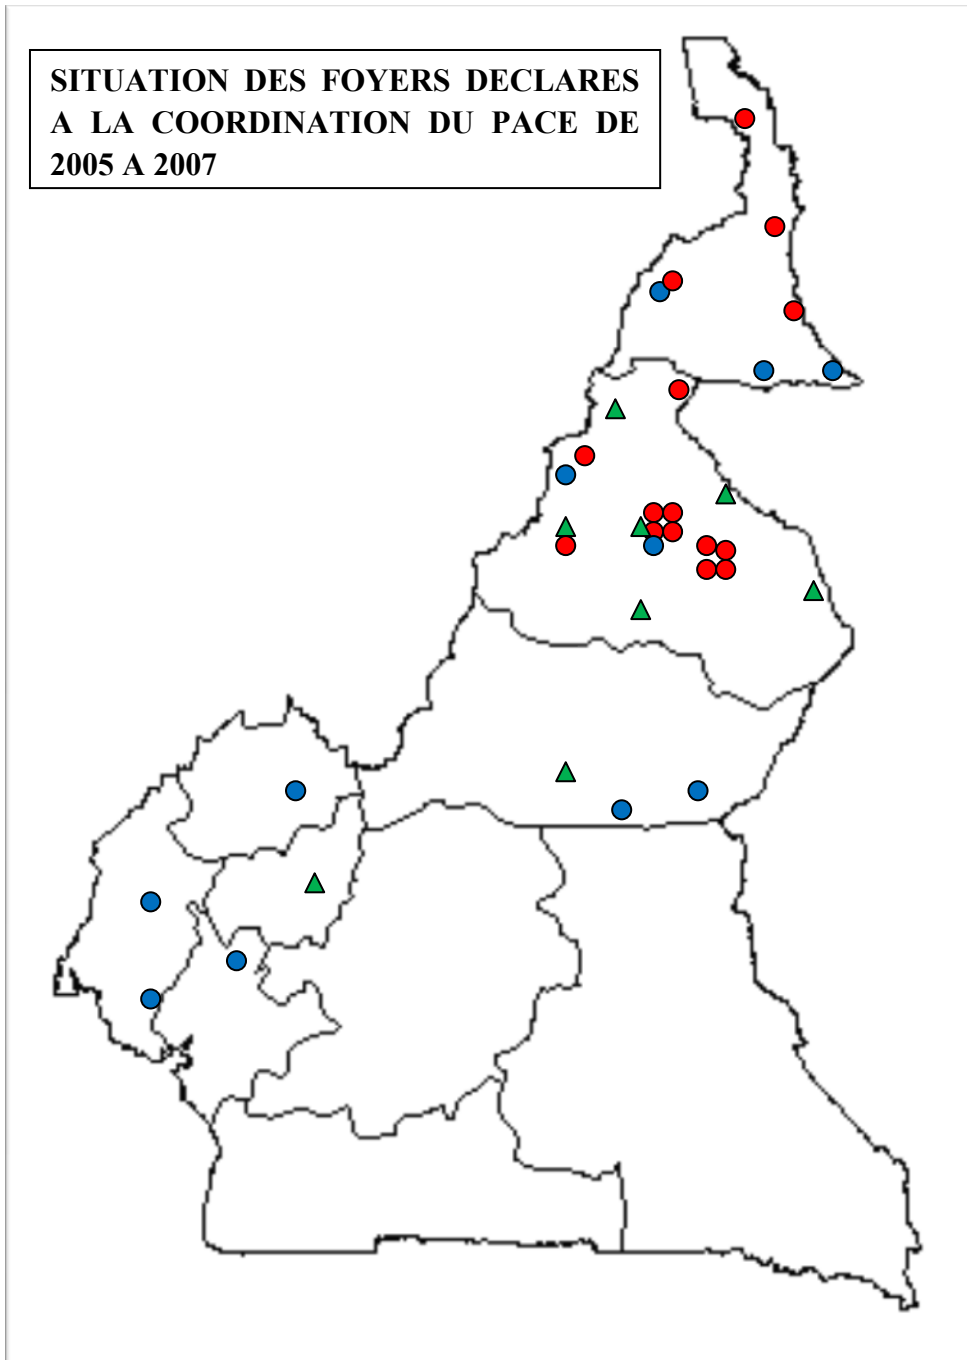 SITUATION DES FOYERS DECLARES
A LA COORDINATION DU PACE DE
2005 A 2007